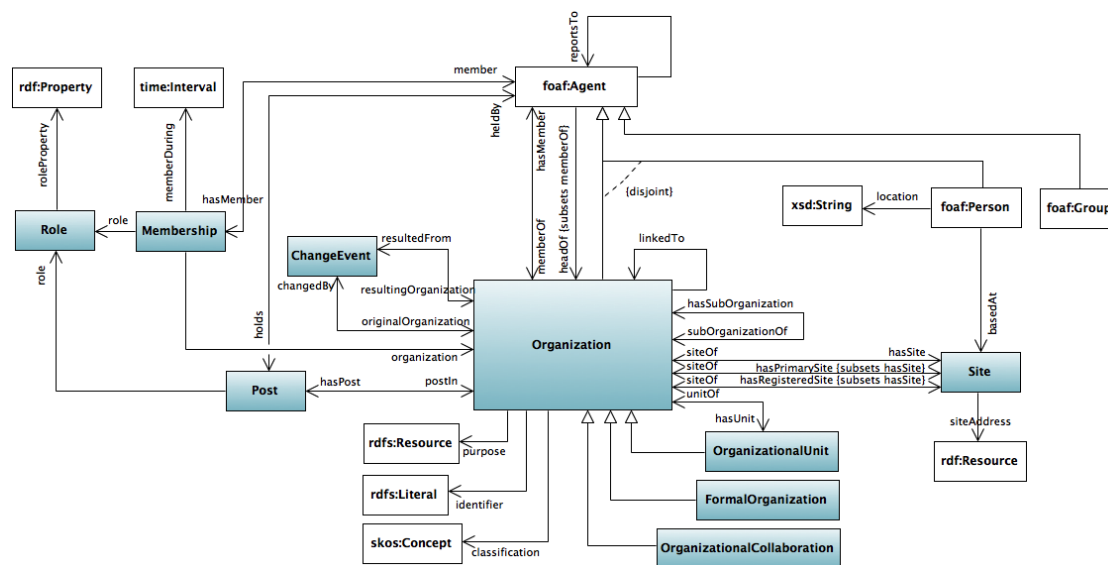 reportsTo
member
foaf:Agent
rdf:Property
time:Interval
heldBy
hasMember
memberOf
headOf {subsets memberOf}
{disjoint}
roleProperty
memberDuring
hasMember
xsd:String
location
foaf:Person
foaf:Group
Role
role
Membership
role
resultedFrom
ChangeEvent
changedBy
linkedTo
resultingOrganization
hasSubOrganization
originalOrganization
subOrganizationOf
Organization
organization
holds
basedAt
siteOf
hasSite
siteOf
hasPrimarySite {subsets hasSite}
siteOf
hasRegisteredSite {subsets hasSite}
unitOf
Site
Post
hasPost
postIn
hasUnit
siteAddress
rdfs:Resource
purpose
OrganizationalUnit
rdf:Resource
rdfs:Literal
identifier
FormalOrganization
skos:Concept
classification
OrganizationalCollaboration